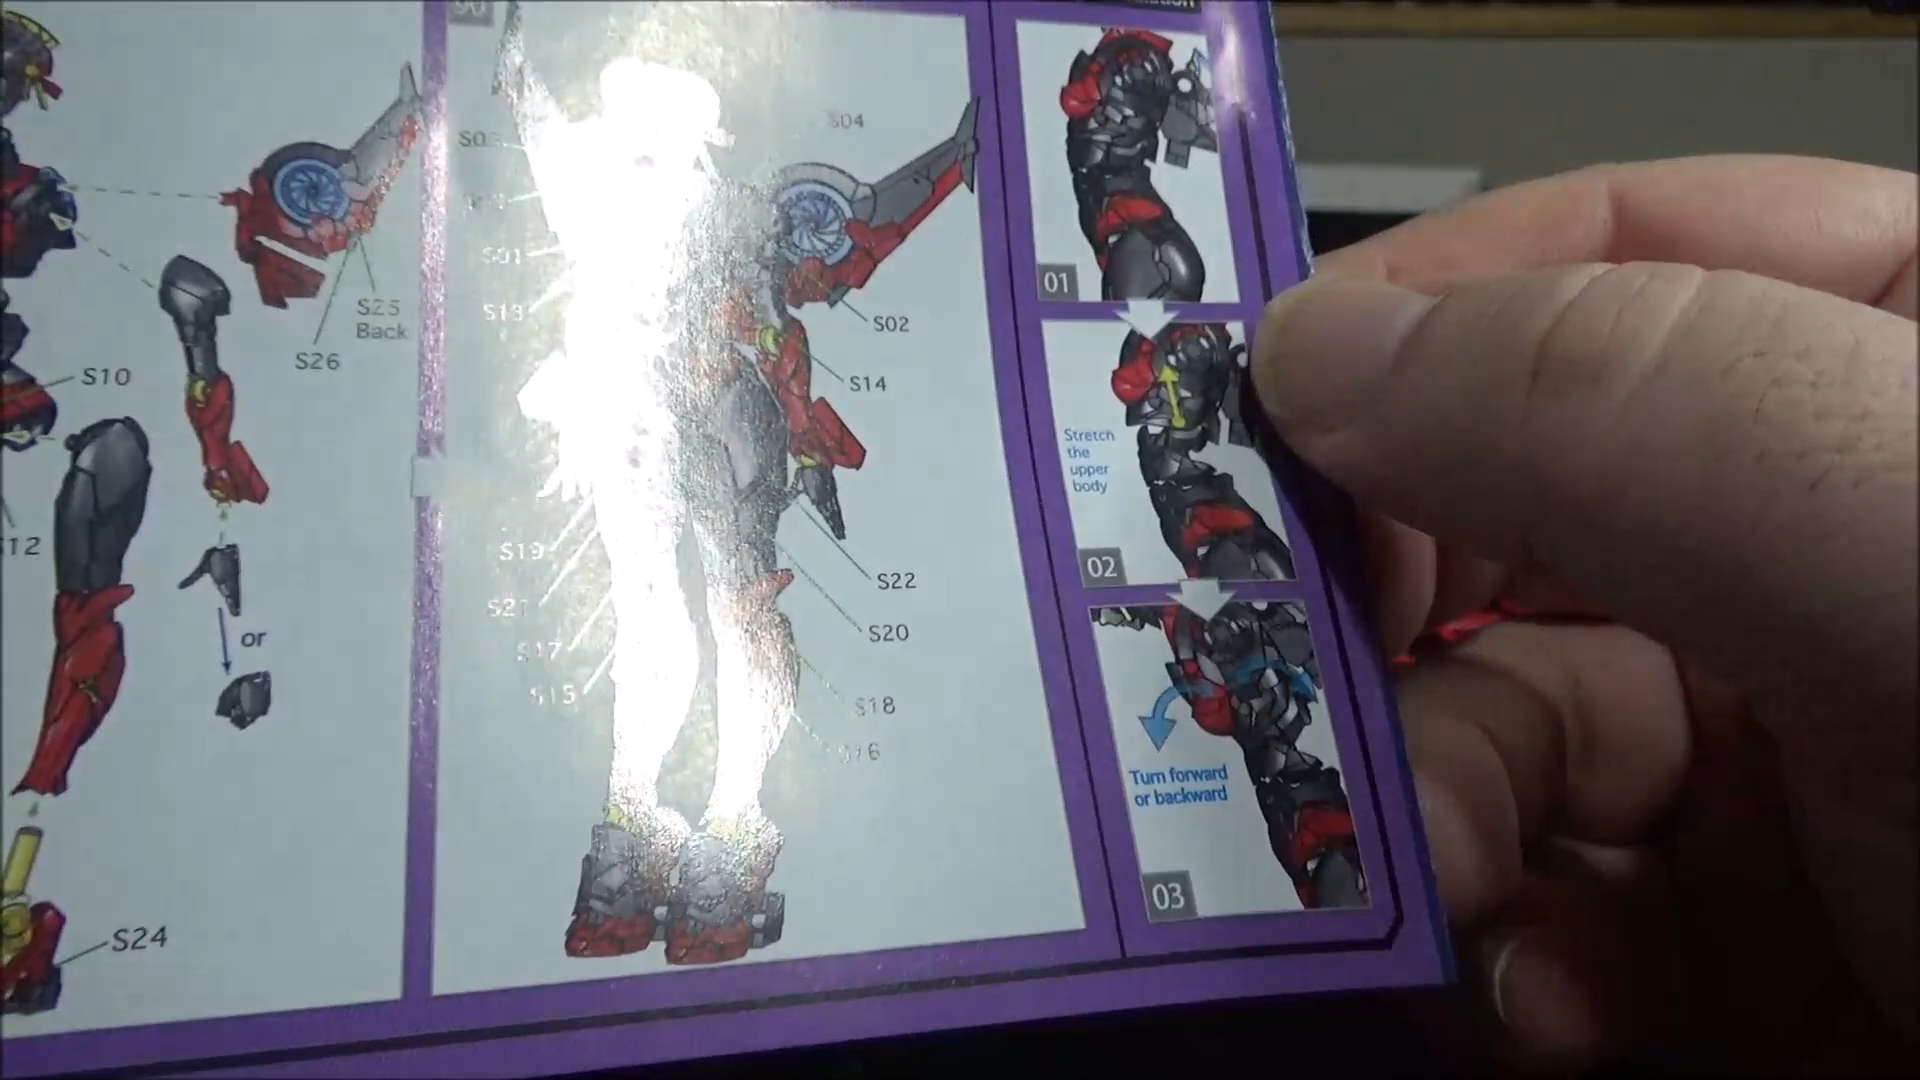 S10
S12
S24
S25
Back
S26
or
S04
S01
S13
S19
S21
S17
S15
S02
S14
S22
S20
S18
S16
01
Stretch
the
upper
body
02
Turn forward
or backward
03